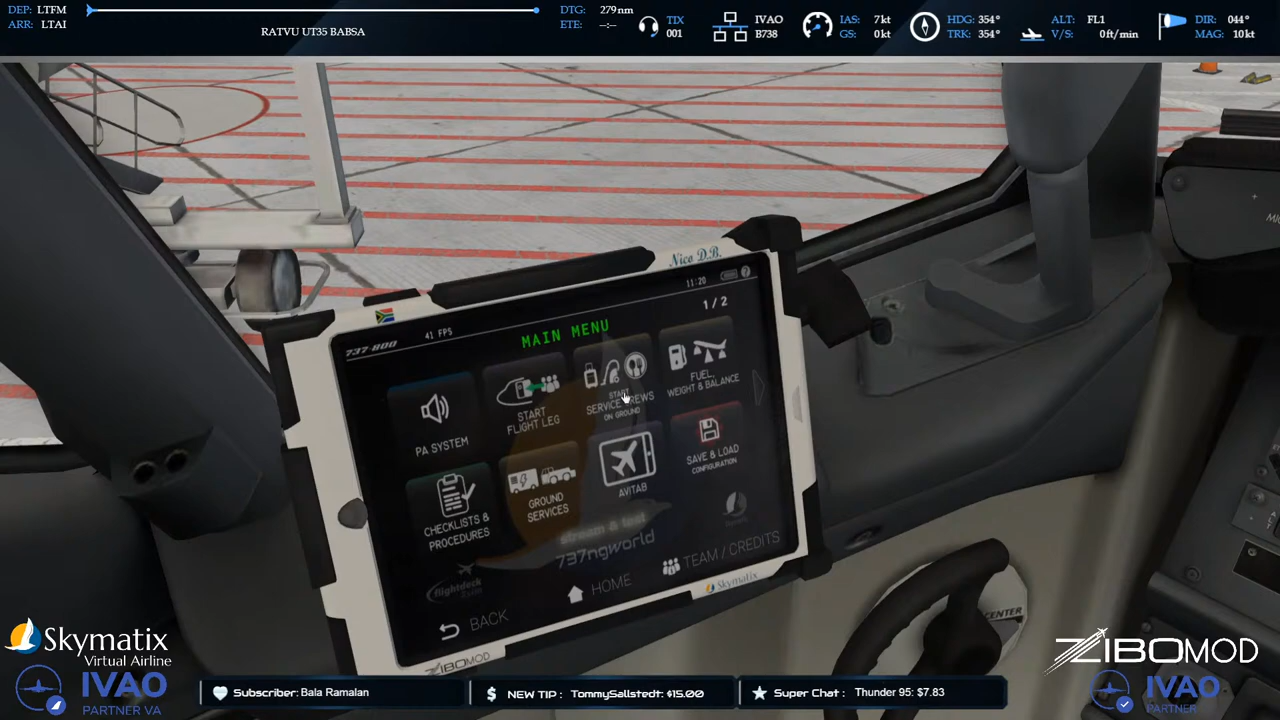 DEP: LTFM
ARR: LTAI
RATVU UT35 BABSA
DTG: 279nm
ETE: --:--
TIX
001
IVAO
B738
IAS: 7kt
GS: 0kt
HDG: 354°
TRK: 354°
ALT: FL1
V/S: 0ft/min
DIR: 044°
MAG: 10kt
Nico D.B.
11:20
41 FPS
737-800
MAIN MENU
1 / 2
PA SYSTEM
START
FLIGHT LEG
START
SERVICE CREWS
ON GROUND
FUEL,
WEIGHT & BALANCE
CHECKLISTS &
PROCEDURES
GROUND
SERVICES
AVITAB
SAVE & LOAD
CONFIGURATION
stream & test
737ngworld
BACK
HOME
TEAM / CREDITS
Skymatix
ZIBOMOD
CENTER
Skymatix
Virtual Airline
IVAO
PARTNER VA
Subscriber: Bala Ramalan
NEW TIP : TommySallstedt: $15.00
Super Chat : Thunder 95: $7.83
ZIBOMOD
IVAO
PARTNER